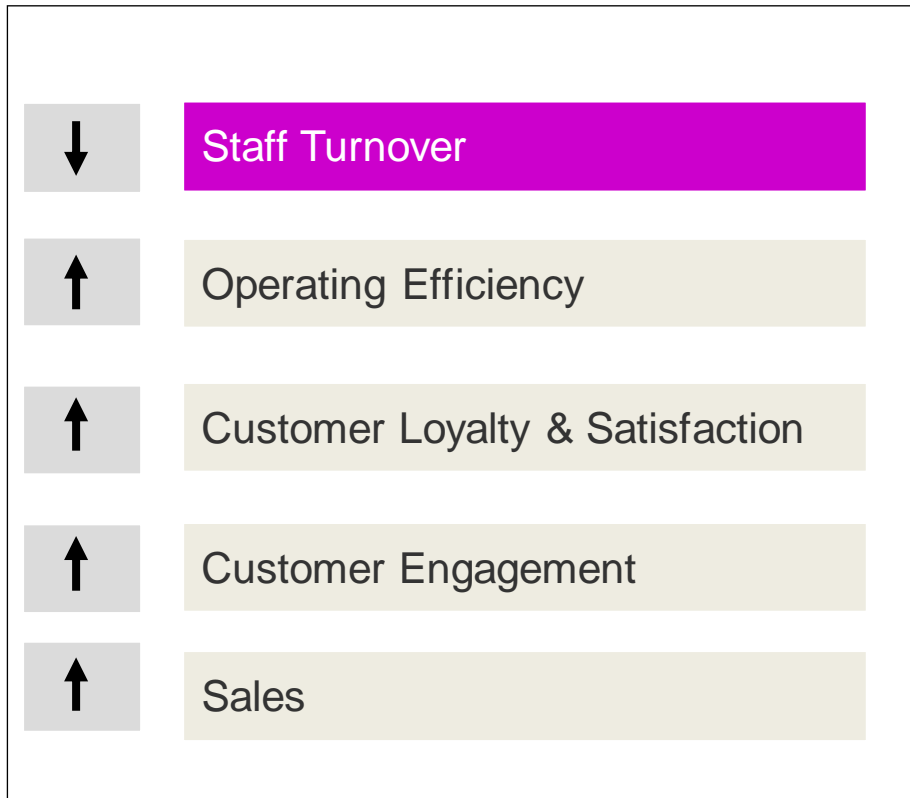 Staff Turnover
Operating Efficiency
Customer Loyalty & Satisfaction
Customer Engagement
Sales